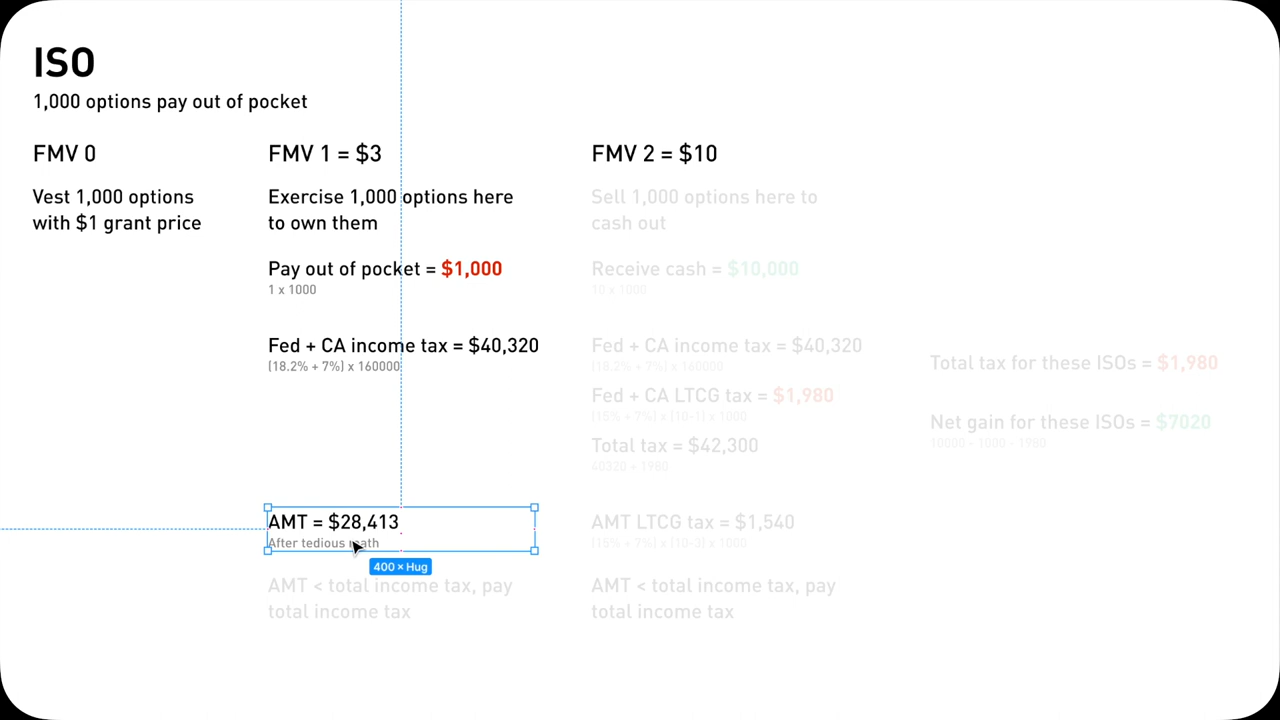 ISO
1,000 options pay out of pocket
FMV 0
Vest 1,000 options
with $1 grant price
FMV 1 = $3
Exercise 1,000 options here
to own them
Pay out of pocket = $1,000
1 x 1000
Fed + CA income tax = $40,320
(18.2% + 7%) x 160000
AMT = $28,413
After tedious math
400 × Hug
AMT < total income tax, pay
total income tax
FMV 2 = $10
Sell 1,000 options here to
cash out
Receive cash = $10,000
10 x 1000
Fed + CA income tax = $40,320
(18.2% + 7%) x 160000
Fed + CA LTCG tax = $1,980
(15% + 7%) x (10-1) x 1000
Total tax = $42,300
40320 + 1980
AMT LTCG tax = $1,540
(15% + 7%) x (10-3) x 1000
AMT < total income tax, pay
total income tax
Total tax for these ISOs = $1,980
Net gain for these ISOs = $7020
10000 - 1000 - 1980